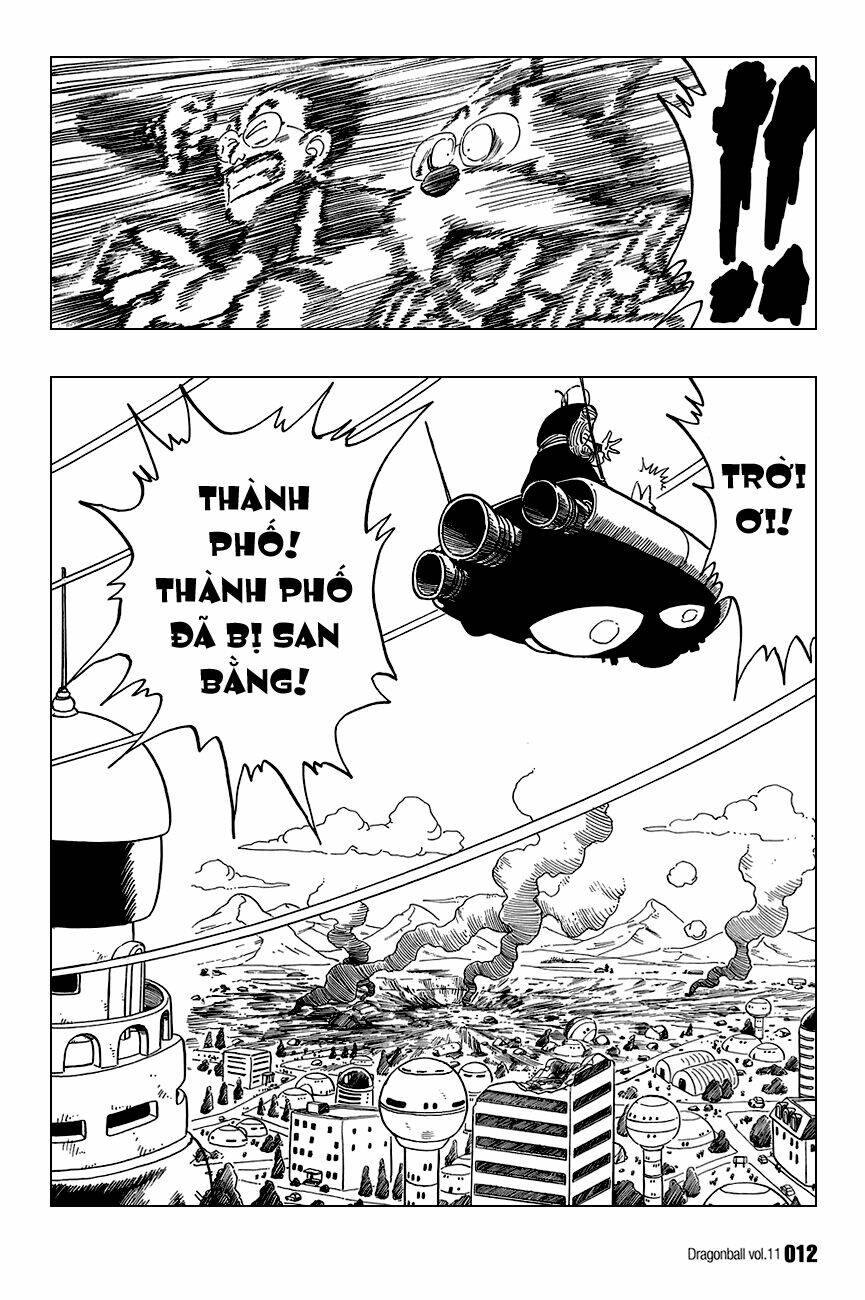 !!
TRỜI
ƠI!
THÀNH
PHỐ!
THÀNH PHỐ
ĐÃ BỊ SAN
BẰNG!
Dragonball vol.11 012